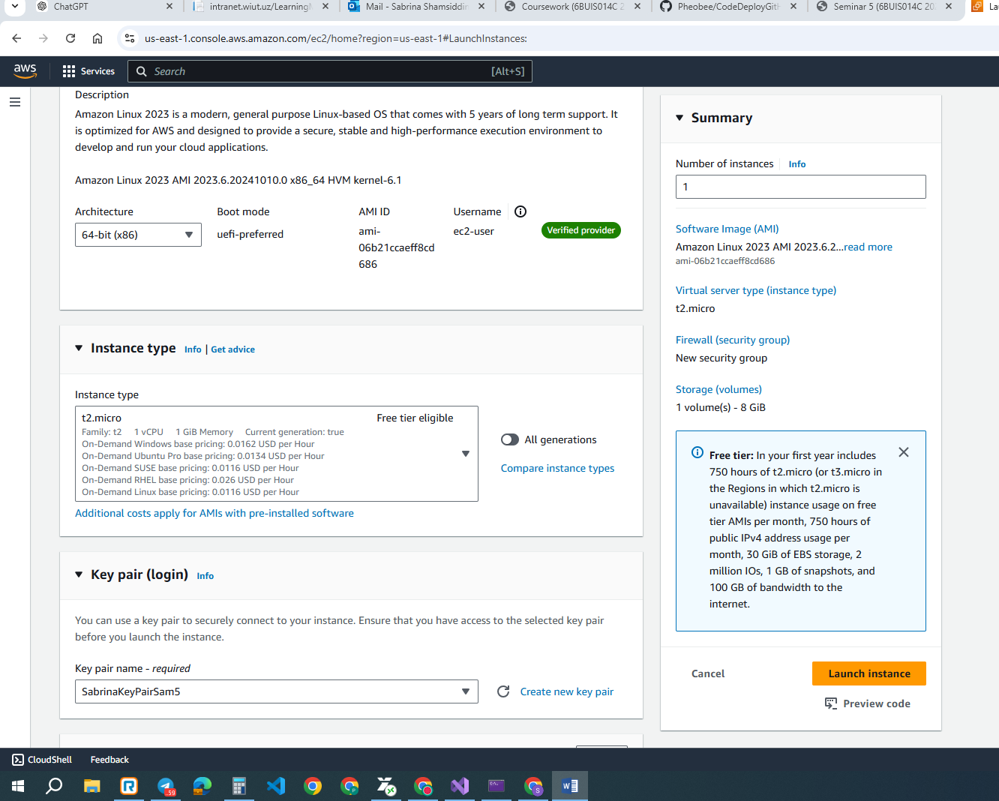 ChatGPT
intranet.wiut.uz/Learning
Mail - Sabrina Shamsiddin
Coursework (6BUIS014C 2
Pheobee/CodeDeployGitH
Seminar 5 (6BUIS014C 20
La
us-east-1.console.aws.amazon.com/ec2/home?region=us-east-1#LaunchInstances:
aws
Services
Search
[Alt+S]
Description
Amazon Linux 2023 is a modern, general purpose Linux-based OS that comes with 5 years of long term support. It
is optimized for AWS and designed to provide a secure, stable and high-performance execution environment to
develop and run your cloud applications.
Amazon Linux 2023 AMI 2023.6.20241010.0 x86_64 HVM kernel-6.1
Architecture
Boot mode
AMI ID
Username
64-bit (x86)
uefi-preferred
ami-
06b21ccaeff8cd
686
ec2-user
Verified provider
Instance type
Info | Get advice
Instance type
t2.micro
Free tier eligible
Family: t2 1 vCPU 1 GiB Memory Current generation: true
On-Demand Windows base pricing: 0.0162 USD per Hour
On-Demand Ubuntu Pro base pricing: 0.0134 USD per Hour
On-Demand SUSE base pricing: 0.0116 USD per Hour
On-Demand RHEL base pricing: 0.026 USD per Hour
On-Demand Linux base pricing: 0.0116 USD per Hour
All generations
Compare instance types
Additional costs apply for AMIs with pre-installed software
Key pair (login)
Info
You can use a key pair to securely connect to your instance. Ensure that you have access to the selected key pair
before you launch the instance.
Key pair name - required
SabrinaKeyPairSam5
Create new key pair
Summary
Number of instances
Info
1
Software Image (AMI)
Amazon Linux 2023 AMI 2023.6.2...read more
ami-06b21ccaeff8cd686
Virtual server type (instance type)
t2.micro
Firewall (security group)
New security group
Storage (volumes)
1 volume(s) - 8 GiB
Free tier: In your first year includes
750 hours of t2.micro (or t3.micro in
the Regions in which t2.micro is
unavailable) instance usage on free
tier AMIs per month, 750 hours of
public IPv4 address usage per
month, 30 GiB of EBS storage, 2
million IOs, 1 GB of snapshots, and
100 GB of bandwidth to the
internet.
Cancel
Launch instance
Preview code
CloudShell
Feedback
59